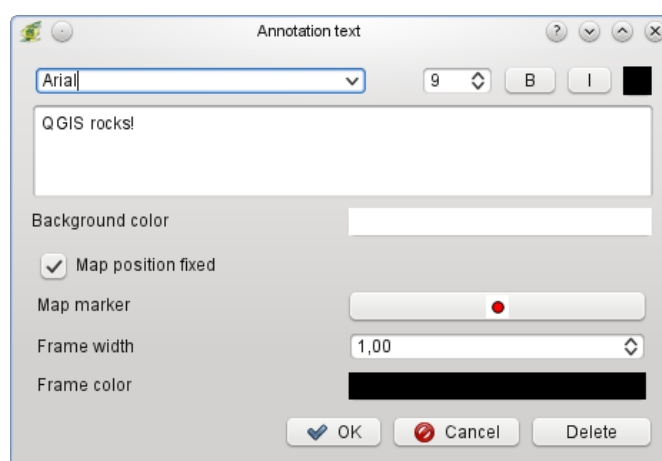 Annotation text
?
Arial
9
B
I
QGIS rocks!
Background color
Map position fixed
Map marker
Frame width
1,00
Frame color
OK
Cancel
Delete